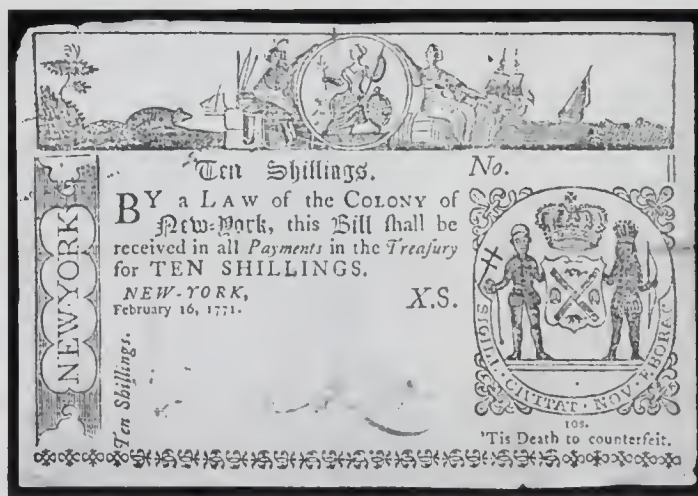 Ten Shillings.
No.
BY a LAW of the COLONY of
New-York, this Bill ſhall be
received in all Payments in the Treaſury
for TEN SHILLINGS.
NEW-YORK,
February 16, 1771.
X.S.
NEW-YORK
Ten Shillings.
SIGILL · CIVITAT · NOV · EBORAC
10s.
'Tis Death to counterfeit.